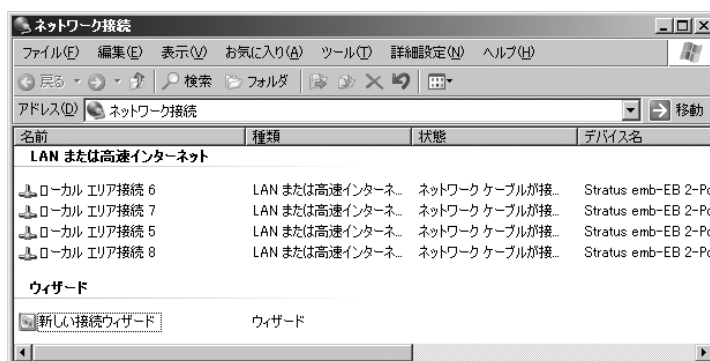 ネットワーク接続
ファイル(F) 編集(E) 表示(V) お気に入り(A) ツール(T) 詳細設定(N) ヘルプ(H)
戻る 検索 フォルダ
アドレス(D) ネットワーク接続 移動
名前 種類 状態 デバイス名
LAN または高速インターネット
ローカル エリア接続 6 LAN または高速インターネ... ネットワーク ケーブルが接... Stratus emb-EB 2-Po
ローカル エリア接続 7 LAN または高速インターネ... ネットワーク ケーブルが接... Stratus emb-EB 2-Po
ローカル エリア接続 5 LAN または高速インターネ... ネットワーク ケーブルが接... Stratus emb-EB 2-Po
ローカル エリア接続 8 LAN または高速インターネ... ネットワーク ケーブルが接... Stratus emb-EB 2-Po
ウィザード
新しい接続ウィザード ウィザード